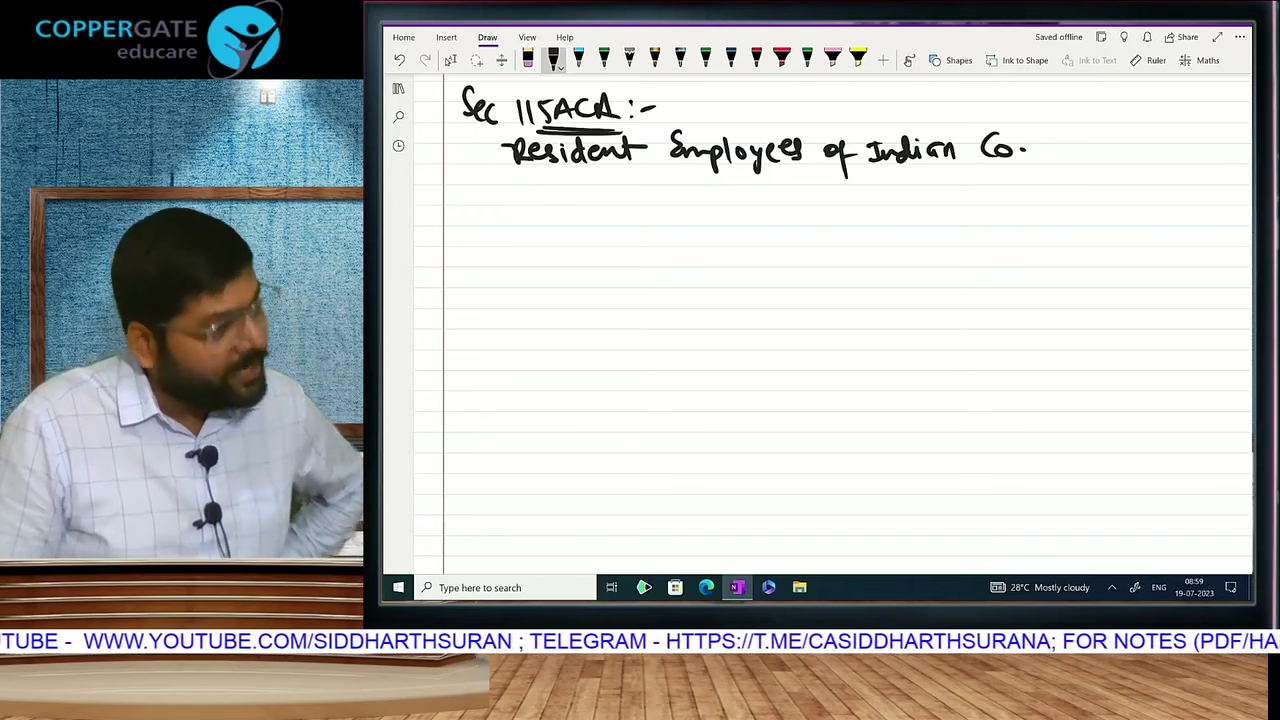 COPPERGATE
educare
Home Insert Draw View Help
Saved offline
Share
Shapes
Ink to Shape
Ink to Text
Ruler
Maths
Sec 115ACA:-
Resident Employees of Indian Co.
Type here to search
28°C Mostly cloudy
ENG
08:59
19-07-2023
UTUBE - WWW.YOUTUBE.COM/SIDDHARTHSURAN ; TELEGRAM - HTTPS://T.ME/CASIDDHARTHSURANA; FOR NOTES (PDF/HA